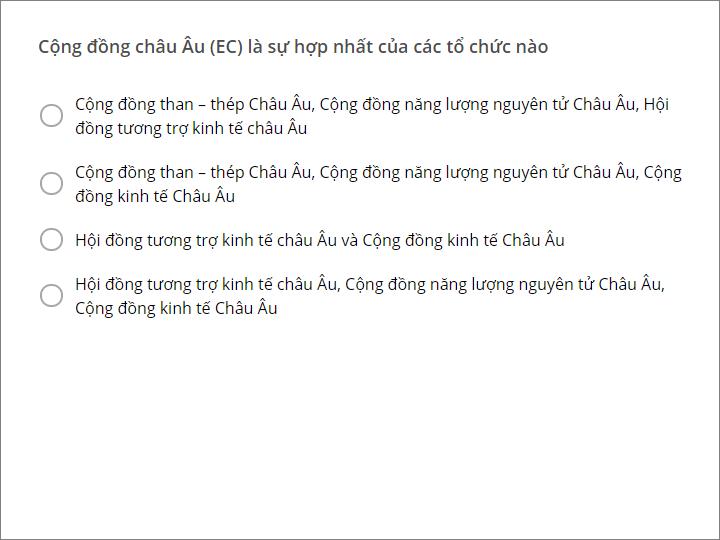 Cộng đồng châu Âu (EC) là sự hợp nhất của các tổ chức nào
Cộng đồng than – thép Châu Âu, Cộng đồng năng lượng nguyên tử Châu Âu, Hội
đồng tương trợ kinh tế châu Âu
Cộng đồng than – thép Châu Âu, Cộng đồng năng lượng nguyên tử Châu Âu, Cộng
đồng kinh tế Châu Âu
Hội đồng tương trợ kinh tế châu Âu và Cộng đồng kinh tế Châu Âu
Hội đồng tương trợ kinh tế châu Âu, Cộng đồng năng lượng nguyên tử Châu Âu,
Cộng đồng kinh tế Châu Âu